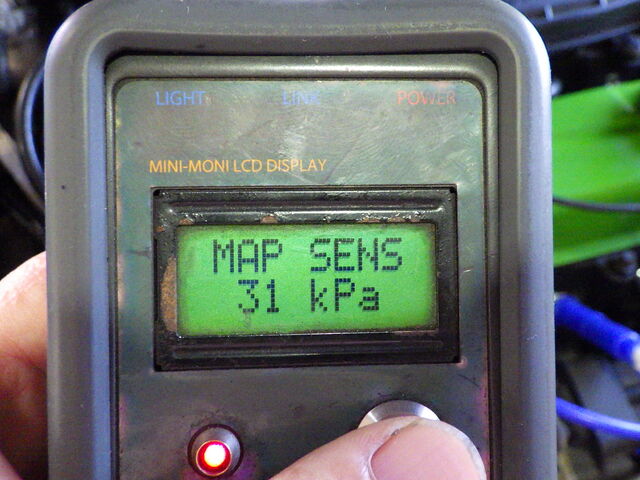 LIGHT LINK POWER
MINI-MONI LCD DISPLAY
MAP SENS
31 kPa